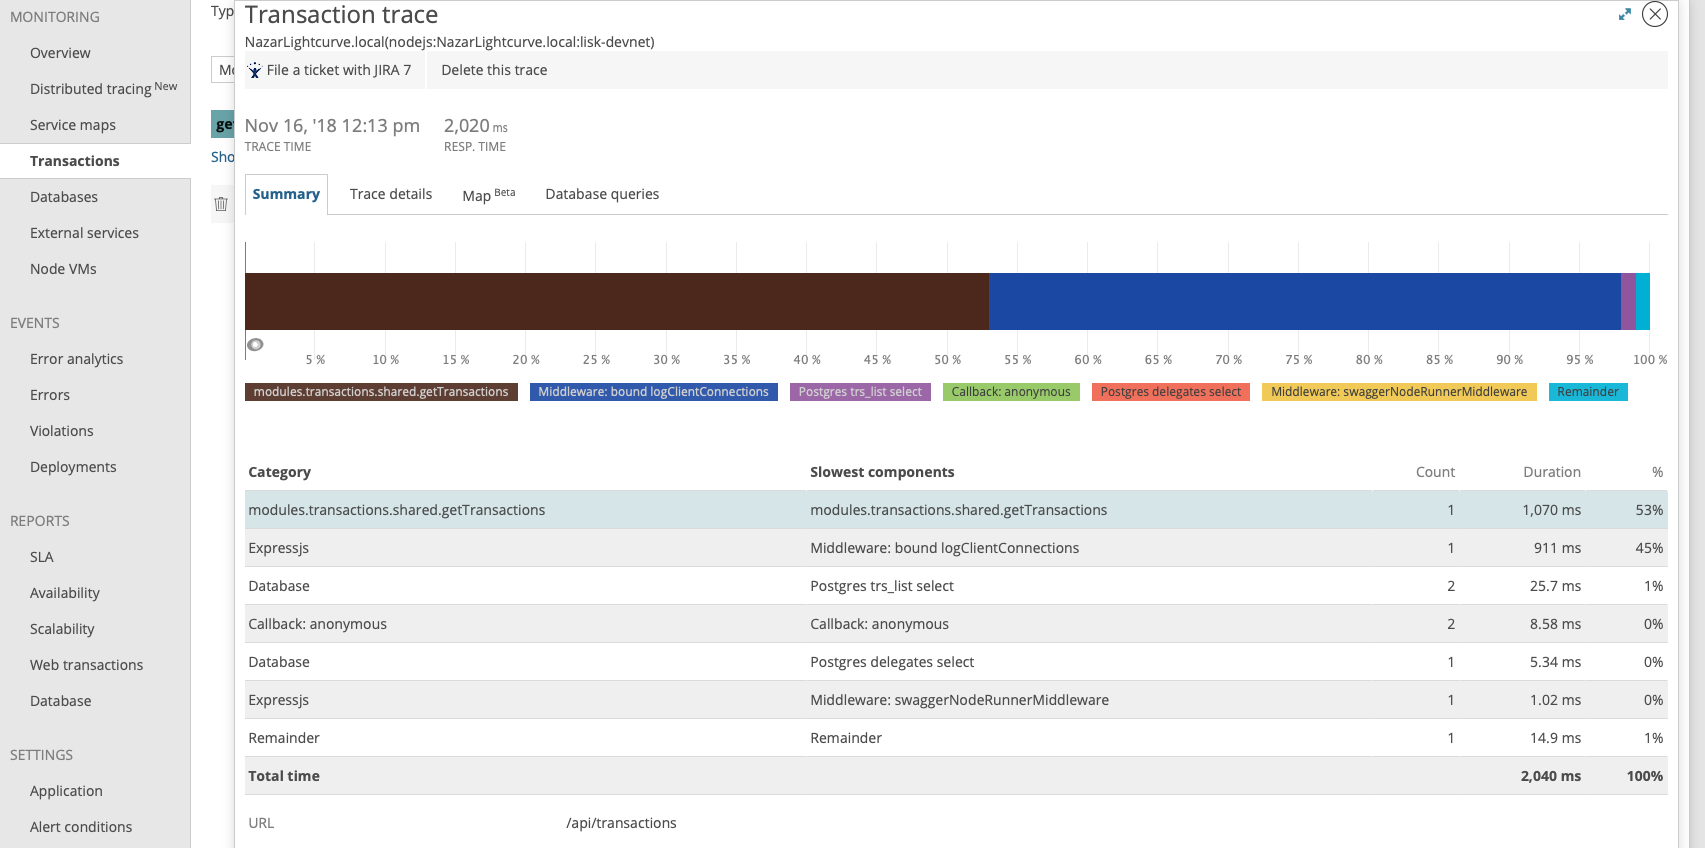 MONITORING
Overview
Distributed tracing New
Service maps
Transactions
Databases
External services
Node VMs
EVENTS
Error analytics
Errors
Violations
Deployments
REPORTS
SLA
Availability
Scalability
Web transactions
Database
SETTINGS
Application
Alert conditions
Typ
Mo
get
Sho
Transaction trace
NazarLightcurve.local(nodejs:NazarLightcurve.local:lisk-devnet)
File a ticket with JIRA 7 Delete this trace
Nov 16, '18 12:13 pm 2,020 ms
TRACE TIME RESP. TIME
Summary Trace details Map Beta Database queries
5 % 10 % 15 % 20 % 25 % 30 % 35 % 40 % 45 % 50 % 55 % 60 % 65 % 70 % 75 % 80 % 85 % 90 % 95 % 100 %
modules.transactions.shared.getTransactions Middleware: bound logClientConnections Postgres trs_list select Callback: anonymous Postgres delegates select Middleware: swaggerNodeRunnerMiddleware Remainder
Category Slowest components Count Duration %
modules.transactions.shared.getTransactions modules.transactions.shared.getTransactions 1 1,070 ms 53%
Expressjs Middleware: bound logClientConnections 1 911 ms 45%
Database Postgres trs_list select 2 25.7 ms 1%
Callback: anonymous Callback: anonymous 2 8.58 ms 0%
Database Postgres delegates select 1 5.34 ms 0%
Expressjs Middleware: swaggerNodeRunnerMiddleware 1 1.02 ms 0%
Remainder Remainder 1 14.9 ms 1%
Total time 2,040 ms 100%
URL /api/transactions